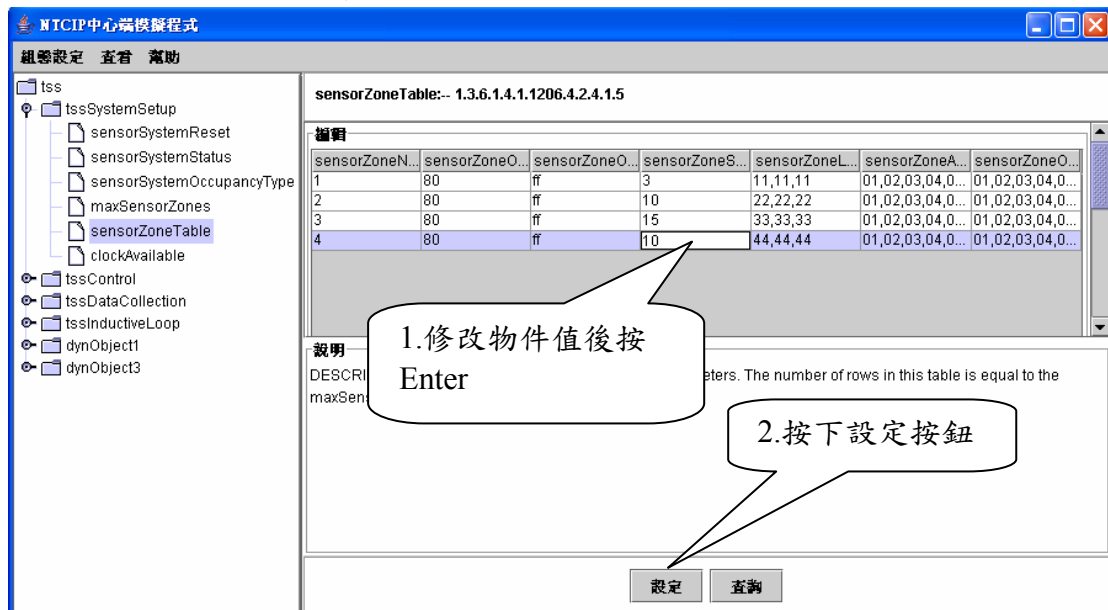 NTCIP中心端模擬程式
組態設定 查看 幫助
tss
tssSystemSetup
sensorSystemReset
sensorSystemStatus
sensorSystemOccupancyType
maxSensorZones
sensorZoneTable
clockAvailable
tssControl
tssDataCollection
tssInductiveLoop
dynObject1
dynObject3
sensorZoneTable:-- 1.3.6.1.4.1.1206.4.2.4.1.5
編輯
sensorZoneN... sensorZoneO... sensorZoneO... sensorZoneS... sensorZoneL... sensorZoneA... sensorZoneO...
1 80 ff 3 11,11,11 01,02,03,04,0... 01,02,03,04,0...
2 80 ff 10 22,22,22 01,02,03,04,0... 01,02,03,04,0...
3 80 ff 15 33,33,33 01,02,03,04,0... 01,02,03,04,0...
4 80 ff 10 44,44,44 01,02,03,04,0... 01,02,03,04,0...
1.修改物件值後按
Enter
說明
DESCRI eters. The number of rows in this table is equal to the
maxSens
2.按下設定按鈕
設定 查詢